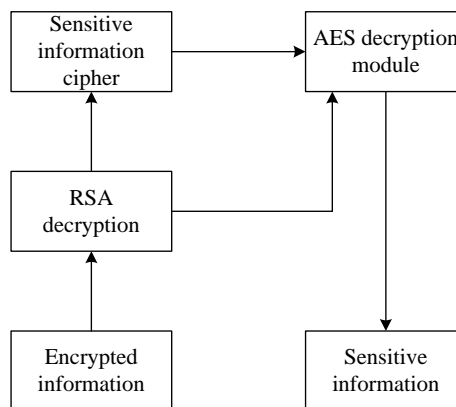 Sensitive
information
cipher
AES decryption
module
RSA
decryption
Encrypted
information
Sensitive
information